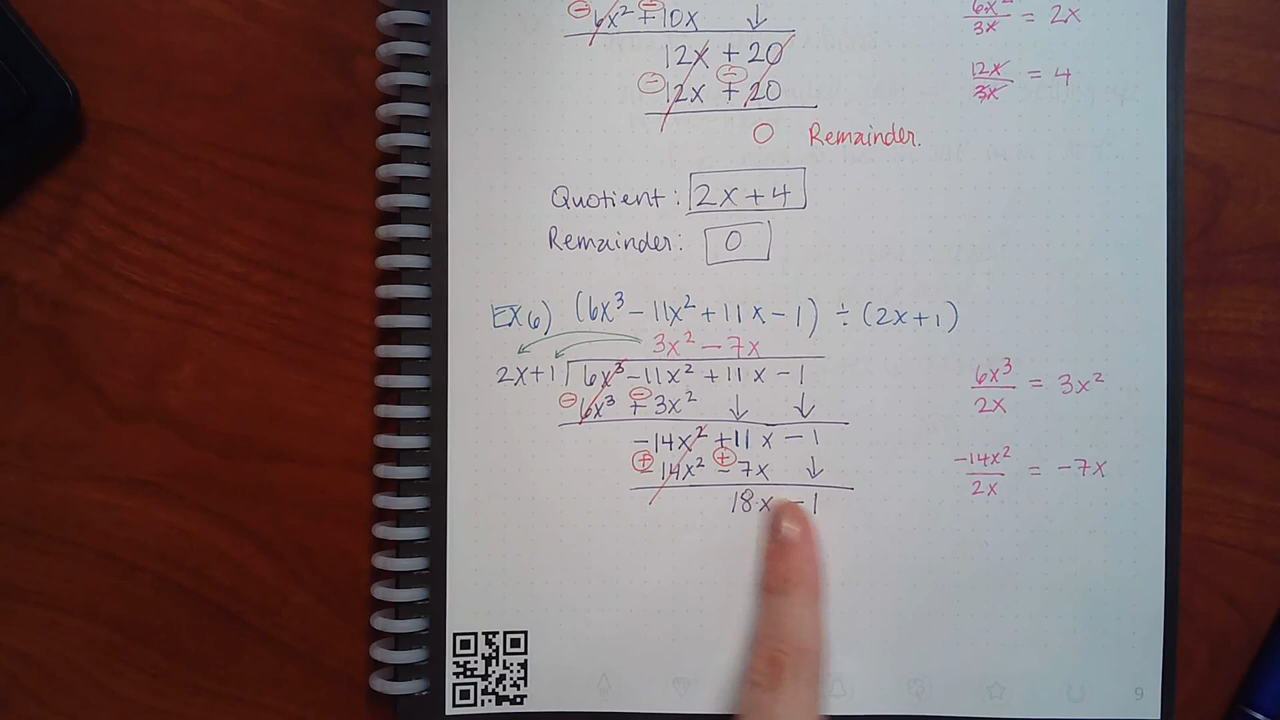 ⊖6x² ⊖+10x ↓
6x²/3x = 2x
12x + 20
⊖12x ⊖+20
12x/3x = 4
0 Remainder.
Quotient: 2x+4
Remainder: 0
EX 6) (6x³ - 11x² + 11x - 1) ÷ (2x+1)
3x² - 7x
2x+1 6x³ - 11x² + 11x - 1
6x³/2x = 3x²
⊖6x³ ⊖+3x² ↓ ↓
-14x² + 11x - 1
-14x²/2x = -7x
⊕-14x² ⊕-7x ↓
18x - 1
9